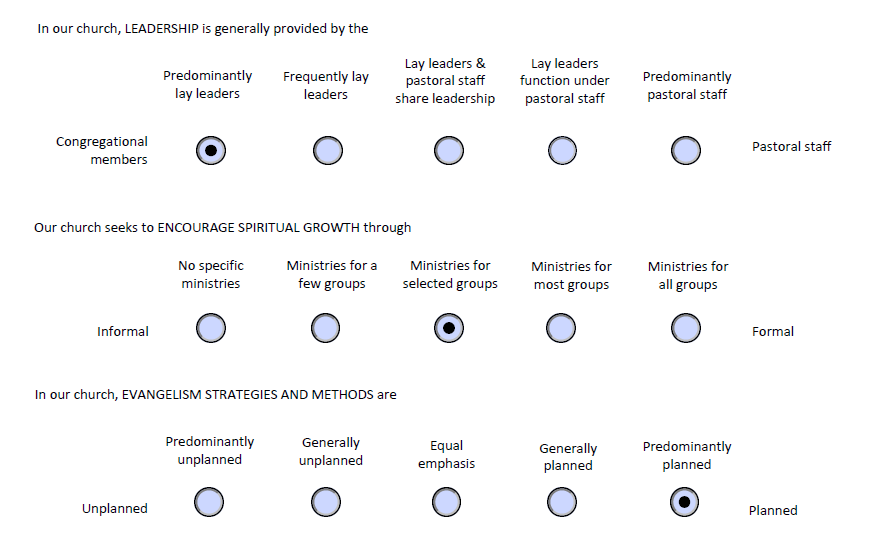 In our church, LEADERSHIP is generally provided by the
Predominantly
lay leaders
Frequently lay
leaders
Lay leaders &
pastoral staff
share leadership
Lay leaders
function under
pastoral staff
Predominantly
pastoral staff
Congregational
members
Pastoral staff
Our church seeks to ENCOURAGE SPIRITUAL GROWTH through
No specific
ministries
Ministries for a
few groups
Ministries for
selected groups
Ministries for
most groups
Ministries for
all groups
Informal
Formal
In our church, EVANGELISM STRATEGIES AND METHODS are
Predominantly
unplanned
Generally
unplanned
Equal
emphasis
Generally
planned
Predominantly
planned
Unplanned
Planned